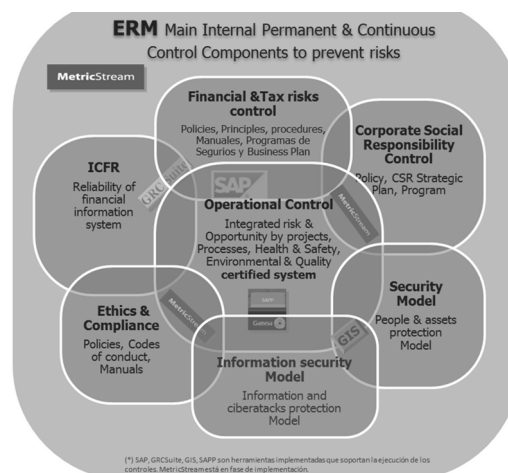 ERM Main Internal Permanent & Continuous
Control Components to prevent risks
MetricStream
Financial &Tax risks
control
Policies, Principles, procedures,
Manuales, Programas de
Segurios y Business Plan
Corporate Social
Responsibility
Control
Policy, CSR Strategic
Plan, Program
ICFR
Reliability of
financial
information
system
GRCSuite
SAP
Operational Control
Integrated risk &
Opportunity by projects,
Processes, Health & Safety,
Environmental & Quality
certified system
MetricStream
Security
Model
People & assets
protection
Model
Ethics &
Compliance
Policies, Codes
of conduct,
Manuals
MetricStream
SAPP
GIS
Information security
Model
Information and
ciberatacks protection
Model
(*) SAP, GRCSuite, GIS, SAPP son herramientas implementadas que soportan la ejecución de los
controles. MetricStream está en fase de implementación.